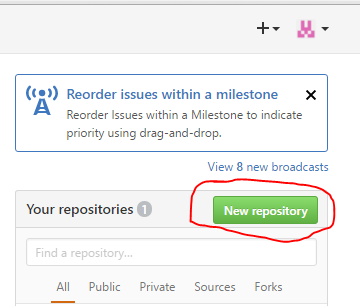 Reorder issues within a milestone
Reorder Issues within a Milestone to indicate
priority using drag-and-drop.
View 8 new broadcasts
Your repositories 1
New repository
Find a repository...
All Public Private Sources Forks